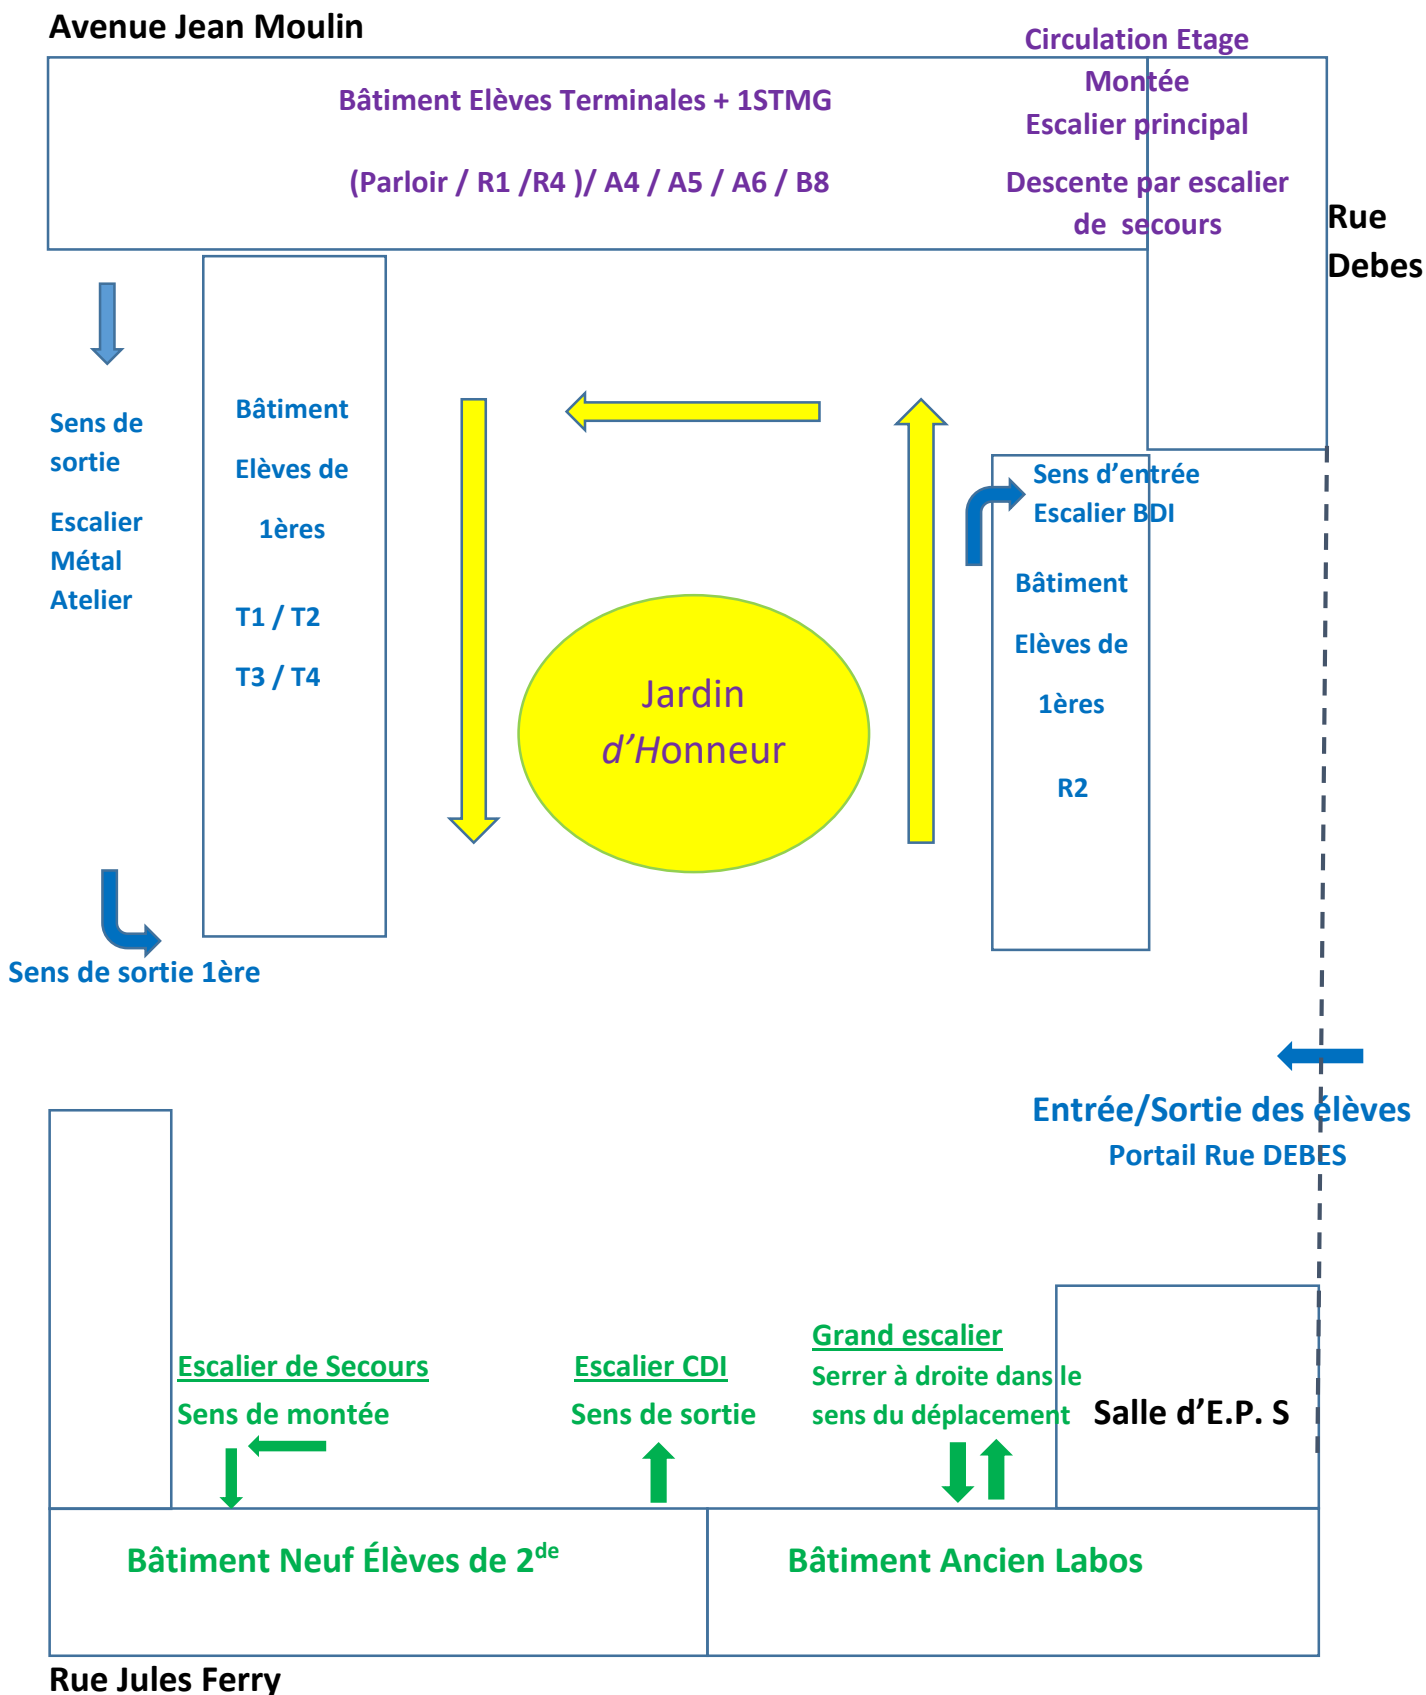 Avenue Jean Moulin
Circulation Etage
Montée
Escalier principal
Descente par escalier
de secours
Bâtiment Elèves Terminales + 1STMG
(Parloir / R1 /R4 )/ A4 / A5 / A6 / B8
Rue
Debes
Sens de
sortie
Escalier
Métal
Atelier
Bâtiment
Elèves de
1ères
T1 / T2
T3 / T4
Jardin
d’Honneur
Sens d’entrée
Escalier BDI
Bâtiment
Elèves de
1ères
R2
Sens de sortie 1ère
Entrée/Sortie des élèves
Portail Rue DEBES
Escalier de Secours
Sens de montée
Escalier CDI
Sens de sortie
Grand escalier
Serrer à droite dans le
sens du déplacement
Salle d’E.P. S
Bâtiment Neuf Élèves de 2de
Bâtiment Ancien Labos
Rue Jules Ferry